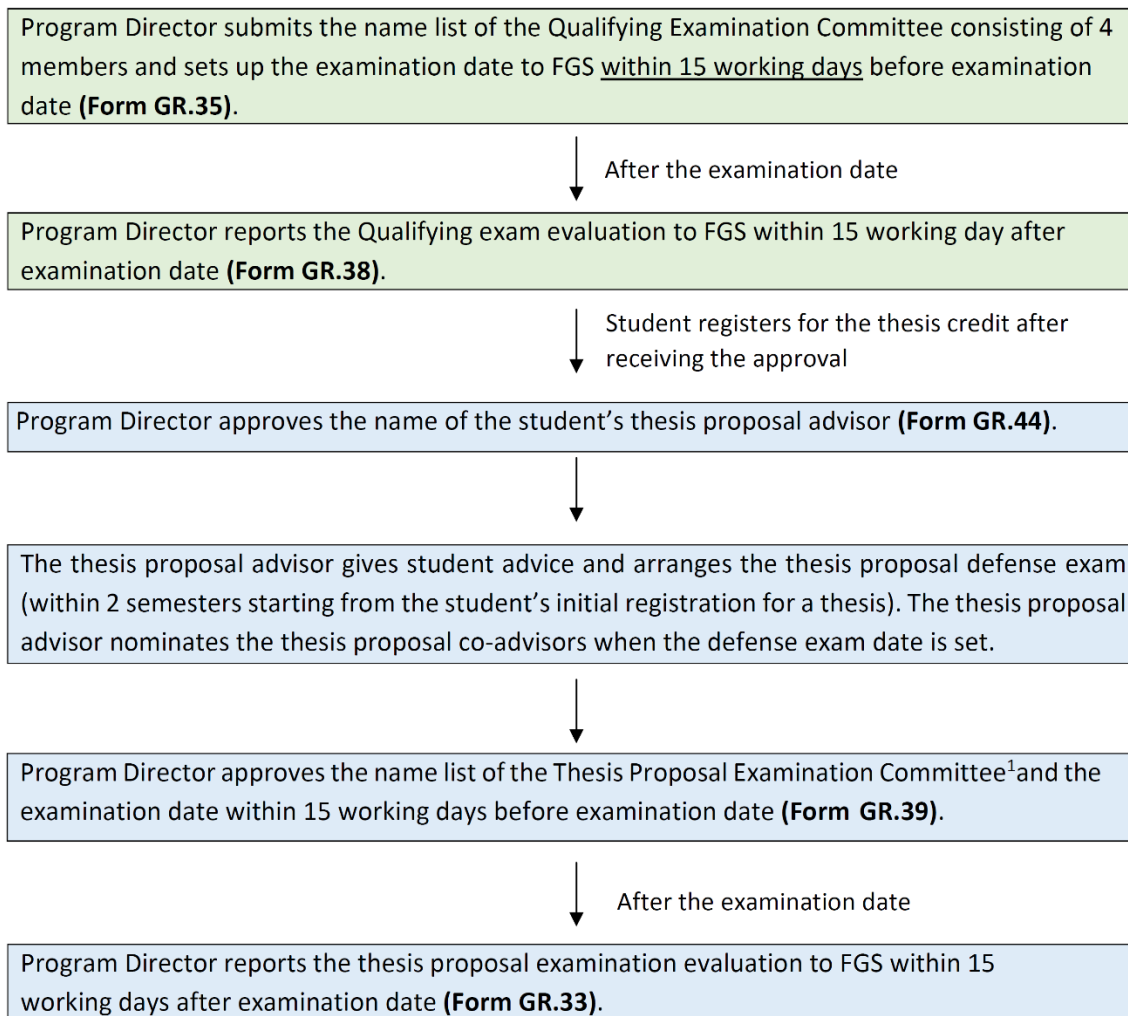 Program Director submits the name list of the Qualifying Examination Committee consisting of 4
members and sets up the examination date to FGS within 15 working days before examination
date (Form GR.35).
After the examination date
Program Director reports the Qualifying exam evaluation to FGS within 15 working day after
examination date (Form GR.38).
Student registers for the thesis credit after
receiving the approval
Program Director approves the name of the student’s thesis proposal advisor (Form GR.44).
The thesis proposal advisor gives student advice and arranges the thesis proposal defense exam
(within 2 semesters starting from the student’s initial registration for a thesis). The thesis proposal
advisor nominates the thesis proposal co-advisors when the defense exam date is set.
Program Director approves the name list of the Thesis Proposal Examination Committee¹and the
examination date within 15 working days before examination date (Form GR.39).
After the examination date
Program Director reports the thesis proposal examination evaluation to FGS within 15
working days after examination date (Form GR.33).